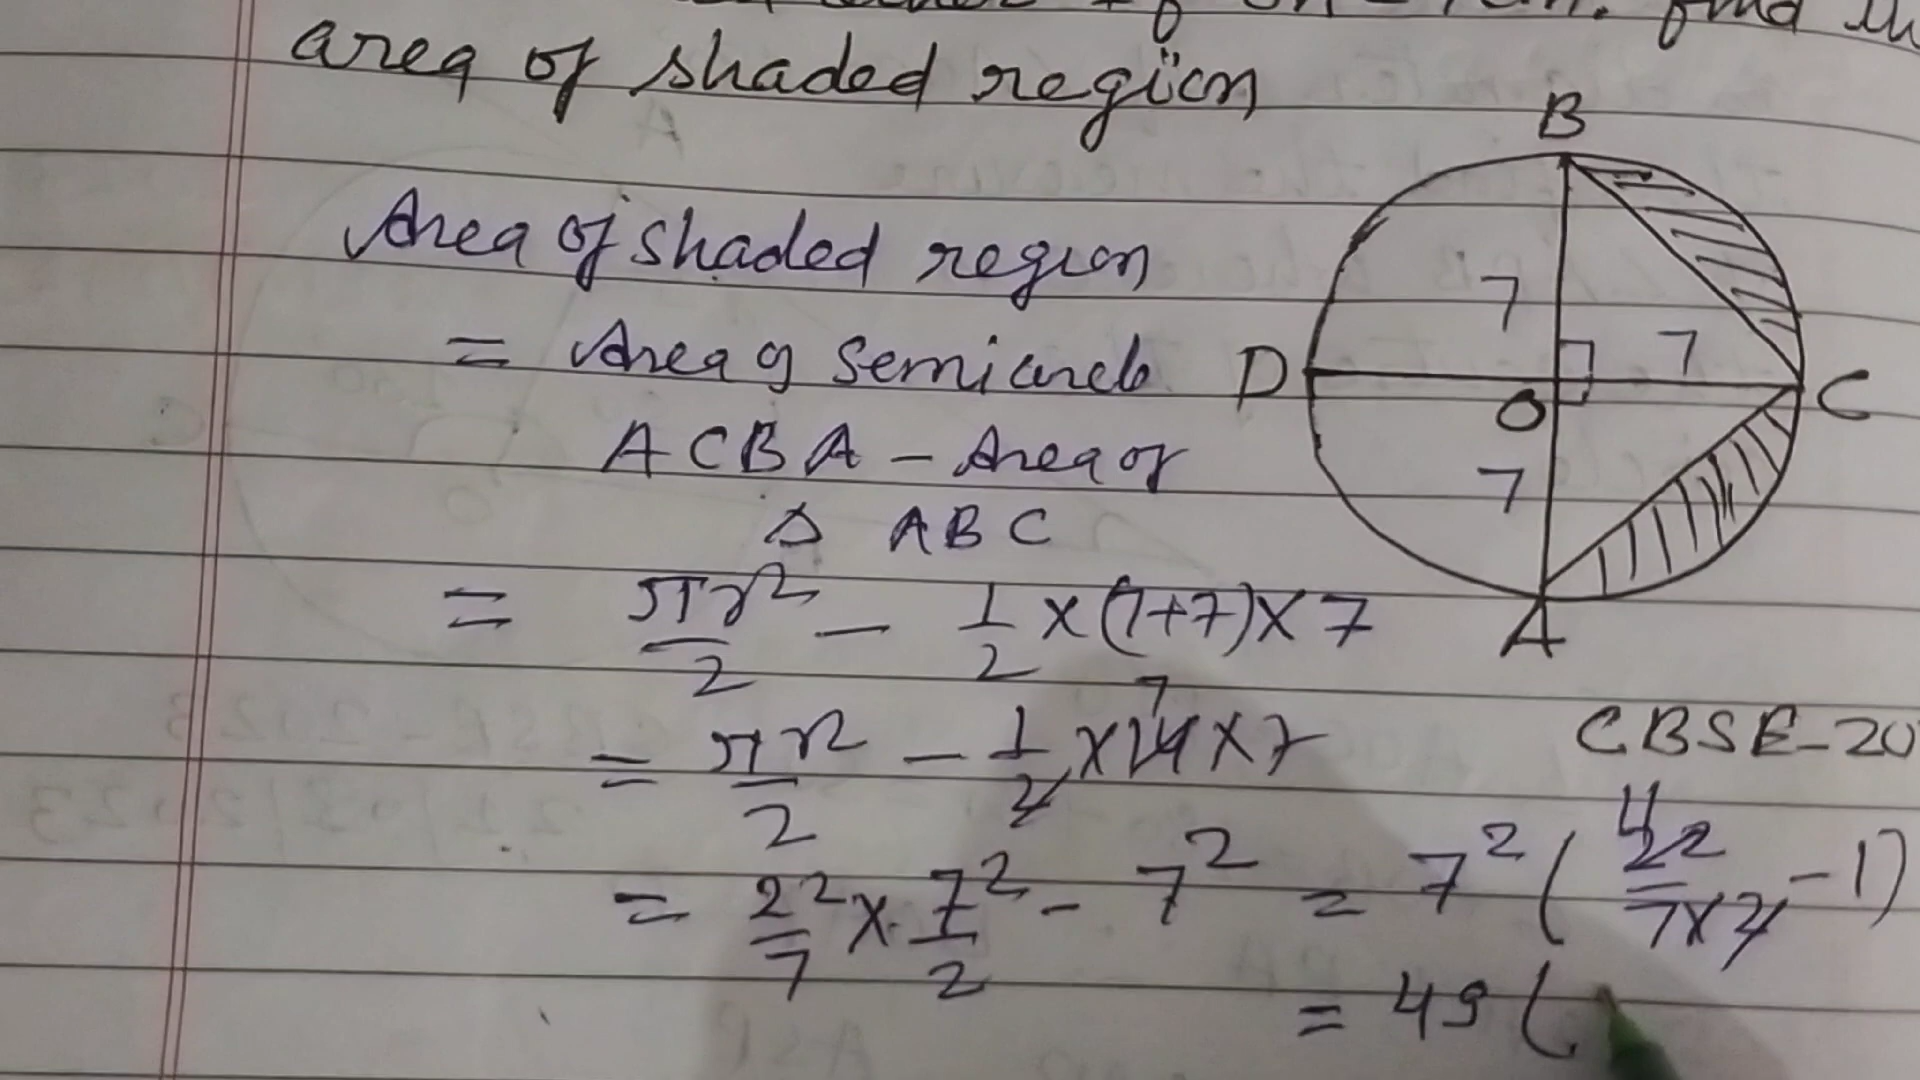 find
area of shaded region
B
Area of shaded region
7
= Area of Semicircle
D
7
O
C
ACBA - Area of
7
△ ABC
A
= πr²/2 - 1/2 × (7+7) × 7
7
= πr²/2 - 1/2 × 14 × 7
CBSE-20
= 22/7 × 7²/2 - 7² = 7² ( 22/7×2 - 1)
= 49 (